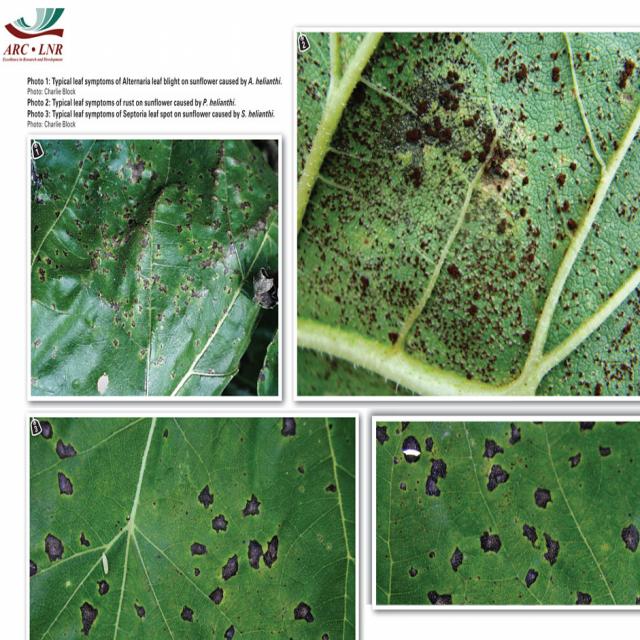 ARC • LNR
Excellence in Research and Development
Photo 1: Typical leaf symptoms of Alternaria leaf blight on sunflower caused by A. helianthi.
Photo: Charlie Block
Photo 2: Typical leaf symptoms of rust on sunflower caused by P. helianthi.
Photo 3: Typical leaf symptoms of Septoria leaf spot on sunflower caused by S. helianthi.
Photo: Charlie Block
1
2
3